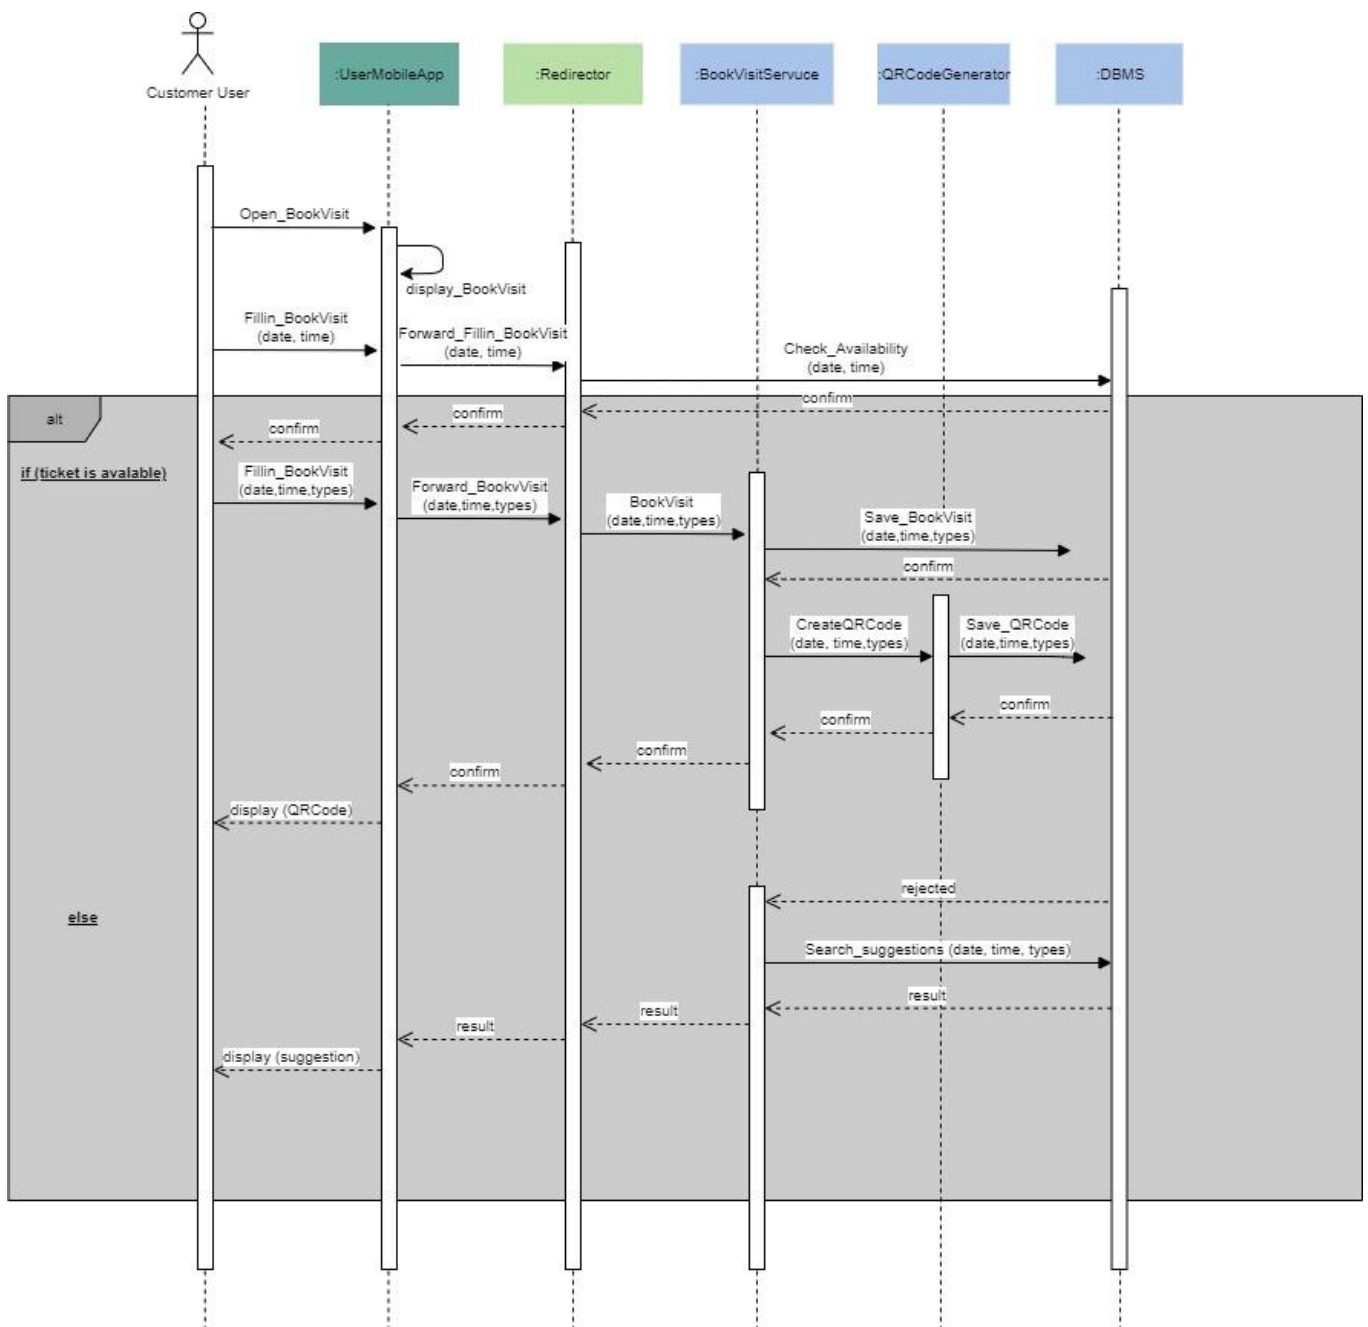 Customer User
:UserMobileApp
:Redirector
:BookVisitServuce
:QRCodeGenerator
:DBMS
Open_BookVisit
display_BookVisit
Fillin_BookVisit
(date, time)
Forward_Fillin_BookVisit
(date, time)
Check_Availability
(date, time)
alt
confirm
confirm
confirm
if (ticket is avalable)
Fillin_BookVisit
(date,time,types)
Forward_BookvVisit
(date,time,types)
BookVisit
(date,time,types)
Save_BookVisit
(date,time,types)
confirm
CreateQRCode
(date, time,types)
Save_QRCode
(date,time,types)
confirm
confirm
confirm
confirm
display (QRCode)
rejected
else
Search_suggestions (date, time, types)
result
result
result
display (suggestion)